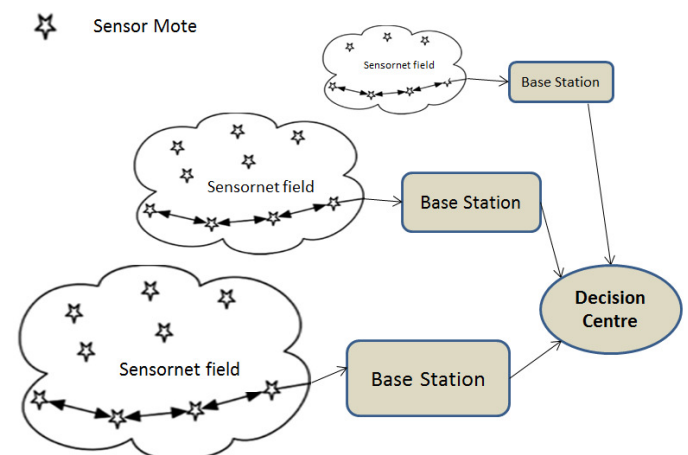 Sensor Mote
Sensornet field
Base Station
Sensornet field
Base Station
Decision
Centre
Sensornet field
Base Station